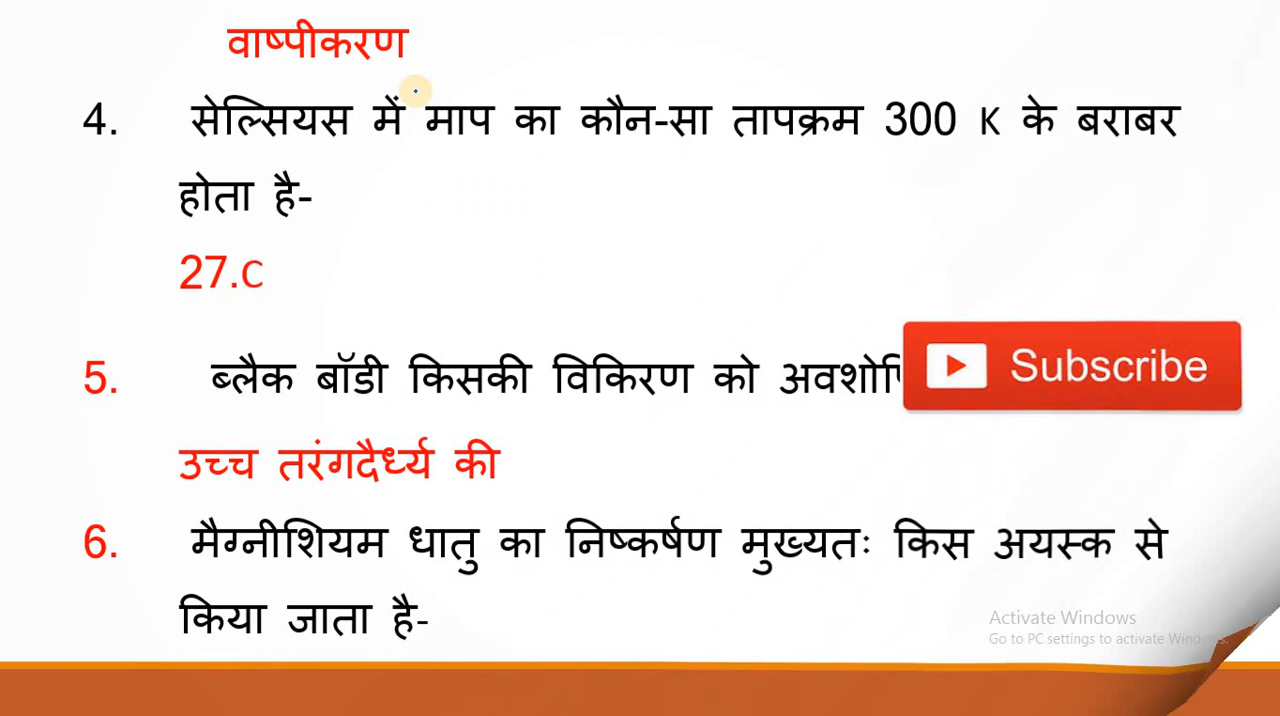 वाष्पीकरण
4. सेल्सियस में माप का कौन-सा तापक्रम 300 K के बराबर
होता है-
27.C
5. ब्लैक बॉडी किसकी विकिरण को
Subscribe
उच्च तरंगदैर्ध्य की
6. मैग्नीशियम धातु का निष्कर्षण मुख्यतः किस अयस्क से
किया जाता है-
Activate Windows
Go to PC settings to activate Windows.